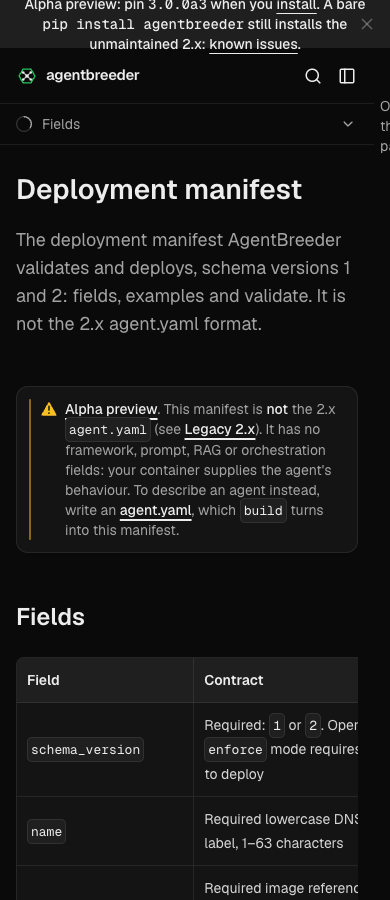 Alpha preview: pin 3.0.0a3 when you install. A bare
pip install agentbreeder still installs the
unmaintained 2.x: known issues.
agentbreeder
Fields
Deployment manifest
The deployment manifest AgentBreeder
validates and deploys, schema versions 1
and 2: fields, examples and validate. It is
not the 2.x agent.yaml format.
Alpha preview. This manifest is not the 2.x
agent.yaml (see Legacy 2.x). It has no
framework, prompt, RAG or orchestration
fields: your container supplies the agent's
behaviour. To describe an agent instead,
write an agent.yaml, which build turns
into this manifest.
Fields
Field
Contract
schema_version
Required: 1 or 2.
enforce mode requires
to deploy
name
Required lowercase DNS
label, 1–63 characters
Required image